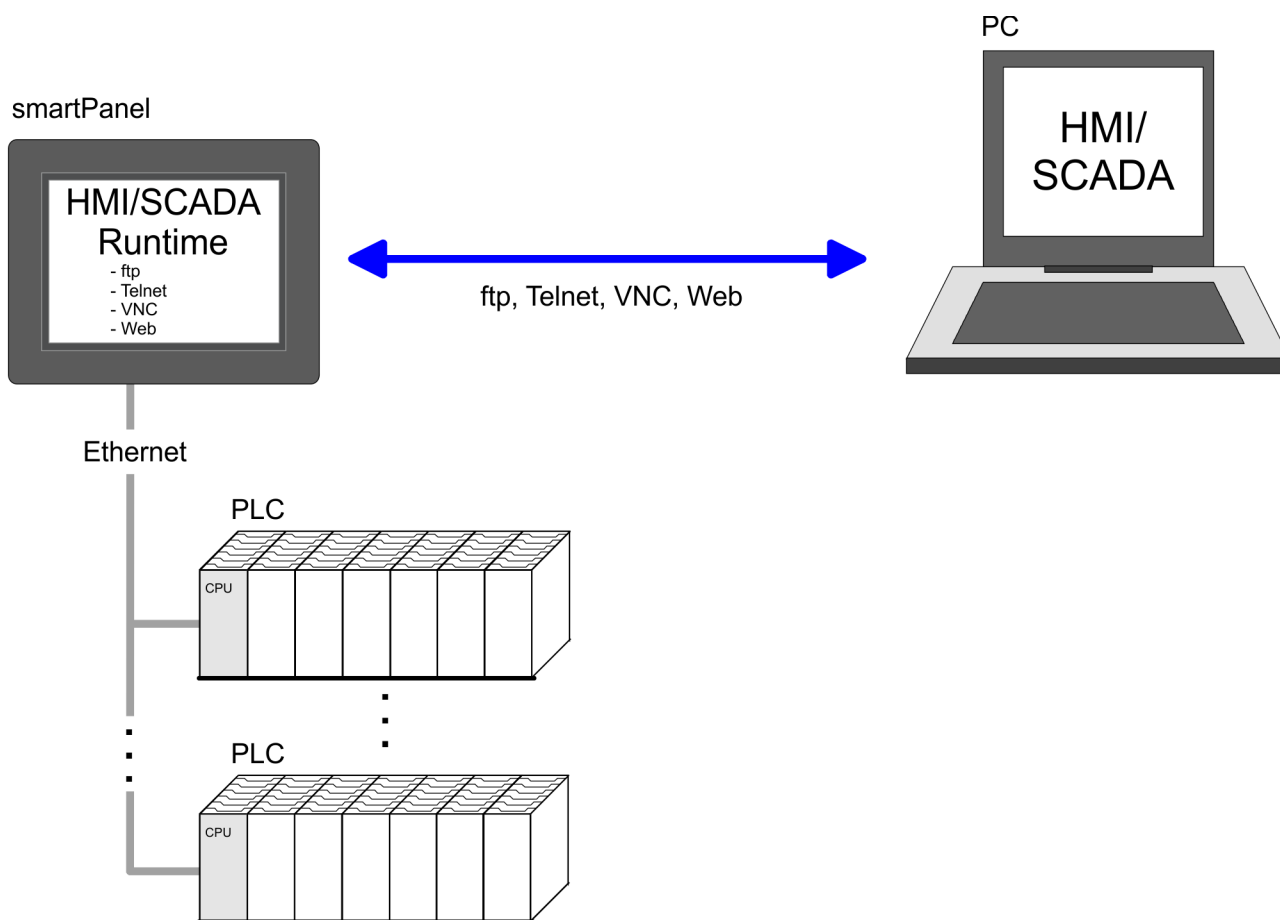 PC
smartPanel
HMI/SCADA
Runtime
- ftp
- Telnet
- VNC
- Web
ftp, Telnet, VNC, Web
HMI/
SCADA
Ethernet
PLC
CPU
PLC
CPU